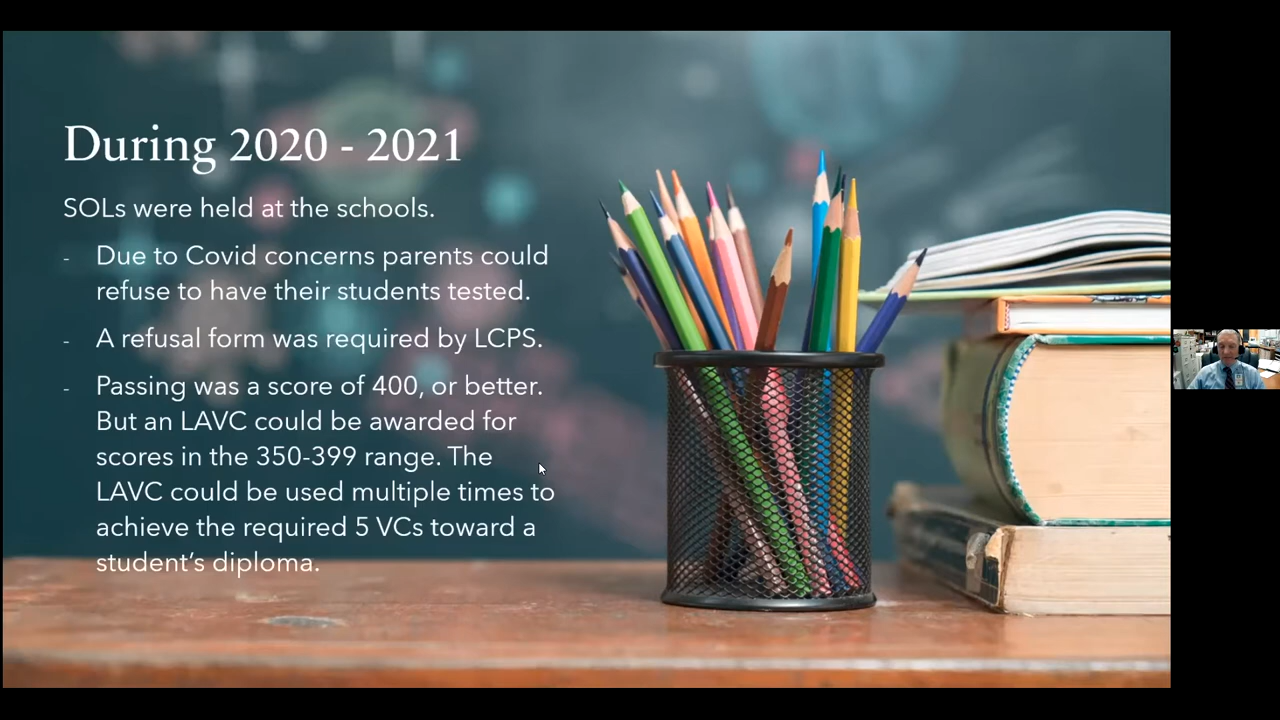 During 2020 - 2021
SOLs were held at the schools.
- Due to Covid concerns parents could
refuse to have their students tested.
- A refusal form was required by LCPS.
- Passing was a score of 400, or better.
But an LAVC could be awarded for
scores in the 350-399 range. The
LAVC could be used multiple times to
achieve the required 5 VCs toward a
student’s diploma.